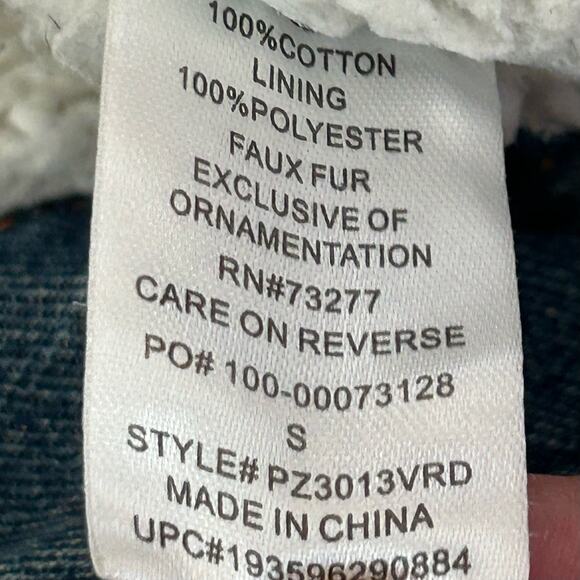 100%COTTON
LINING
100%POLYESTER
FAUX FUR
EXCLUSIVE OF
ORNAMENTATION
RN#73277
CARE ON REVERSE
PO# 100-00073128
S
STYLE# PZ3013VRD
MADE IN CHINA
UPC#193596290884